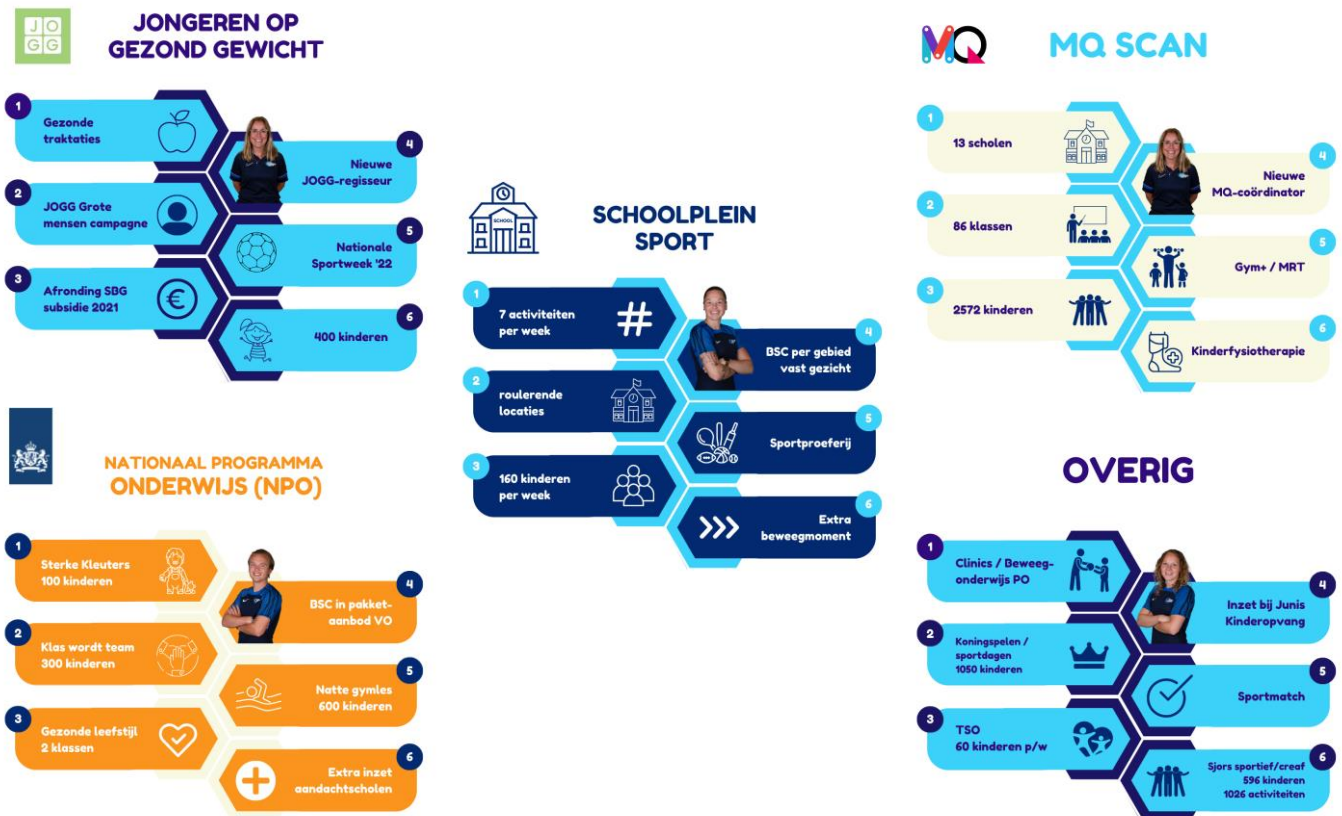 JO
GG
JONGEREN OP
GEZOND GEWICHT
1
Gezonde
traktaties
2
JOGG Grote
mensen campagne
3
Afronding SBG
subsidie 2021
€
4
Nieuwe
JOGG-regisseur
5
Nationale
Sportweek '22
6
400 kinderen
NATIONAAL PROGRAMMA
ONDERWIJS (NPO)
1
Sterke Kleuters
100 kinderen
2
Klas wordt team
300 kinderen
3
Gezonde leefstijl
2 klassen
4
BSC in pakket-
aanbod VO
5
Natte gymles
600 kinderen
6
Extra inzet
aandachtscholen
SCHOOL
SCHOOLPLEIN
SPORT
1
7 activiteiten
per week
#
2
roulerende
locaties
3
160 kinderen
per week
4
BSC per gebied
vast gezicht
5
Sportproeferij
6
Extra
beweegmoment
MQ
MQ SCAN
1
13 scholen
2
86 klassen
3
2572 kinderen
4
Nieuwe
MQ-coördinator
5
Gym+ / MRT
6
Kinderfysiotherapie
OVERIG
1
Clinics / Beweeg-
onderwijs PO
2
Koningspelen /
sportdagen
1050 kinderen
3
TSO
60 kinderen p/w
4
Inzet bij Junis
Kinderopvang
5
Sportmatch
6
Sjors sportief/creaf
596 kinderen
1026 activiteiten